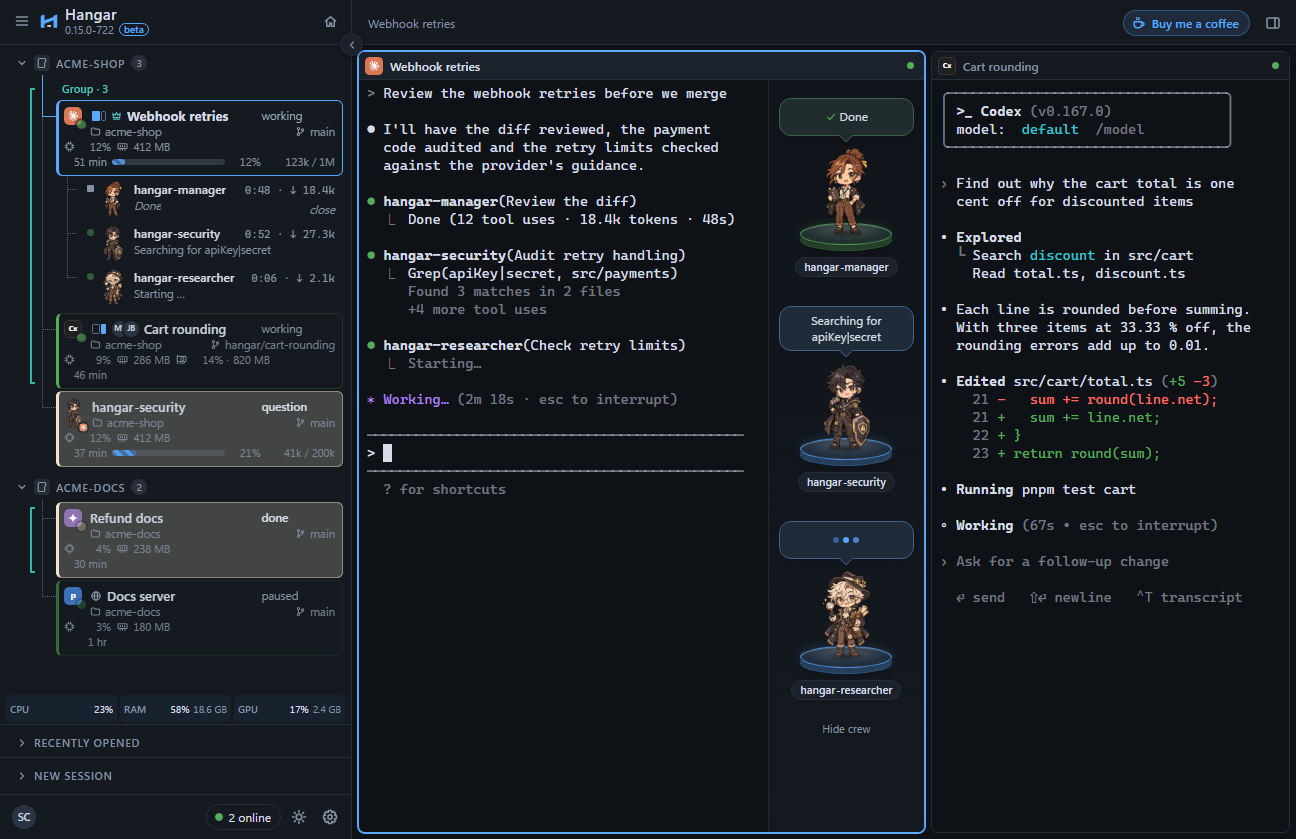 Hangar
0.15.0-722 beta
ACME-SHOP 3
Group · 3
Webhook retries working
acme-shop main
12% 412 MB
51 min 12% 123k / 1M
hangar-manager 0:48 · ↓ 18.4k
Done close
hangar-security 0:52 · ↓ 27.3k
Searching for apiKey|secret
hangar-researcher 0:06 · ↓ 2.1k
Starting ...
Cx M JB Cart rounding working
acme-shop hangar/cart-rounding
9% 286 MB 14% · 820 MB
46 min
hangar-security question
acme-shop main
12% 412 MB
37 min 21% 41k / 200k
ACME-DOCS 2
Refund docs done
acme-docs main
4% 238 MB
30 min
P Docs server paused
acme-docs main
3% 180 MB
1 hr
CPU 23% RAM 58% 18.6 GB GPU 17% 2.4 GB
RECENTLY OPENED
NEW SESSION
SC 2 online
Webhook retries
Buy me a coffee
Webhook retries
> Review the webhook retries before we merge
● I'll have the diff reviewed, the payment
code audited and the retry limits checked
against the provider's guidance.
● hangar-manager(Review the diff)
⎿ Done (12 tool uses · 18.4k tokens · 48s)
● hangar-security(Audit retry handling)
⎿ Grep(apiKey|secret, src/payments)
Found 3 matches in 2 files
+4 more tool uses
● hangar-researcher(Check retry limits)
⎿ Starting…
* Working… (2m 18s · esc to interrupt)
>
? for shortcuts
✓ Done
hangar-manager
Searching for
apiKey|secret
hangar-security
hangar-researcher
Hide crew
Cx Cart rounding
>_ Codex (v0.167.0)
model: default /model
› Find out why the cart total is one
cent off for discounted items
• Explored
└ Search discount in src/cart
Read total.ts, discount.ts
• Each line is rounded before summing.
With three items at 33.33 % off, the
rounding errors add up to 0.01.
• Edited src/cart/total.ts (+5 −3)
21 − sum += round(line.net);
21 + sum += line.net;
22 + }
23 + return round(sum);
• Running pnpm test cart
◦ Working (67s • esc to interrupt)
› Ask for a follow-up change
↵ send ⇧↵ newline ^T transcript